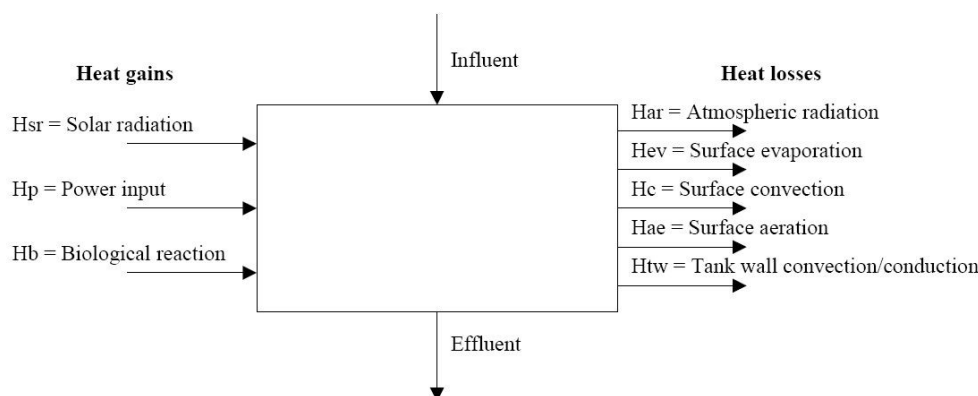 Influent
Heat gains
Heat losses
Hsr = Solar radiation
Hp = Power input
Hb = Biological reaction
Har = Atmospheric radiation
Hev = Surface evaporation
Hc = Surface convection
Hae = Surface aeration
Htw = Tank wall convection/conduction
Effluent